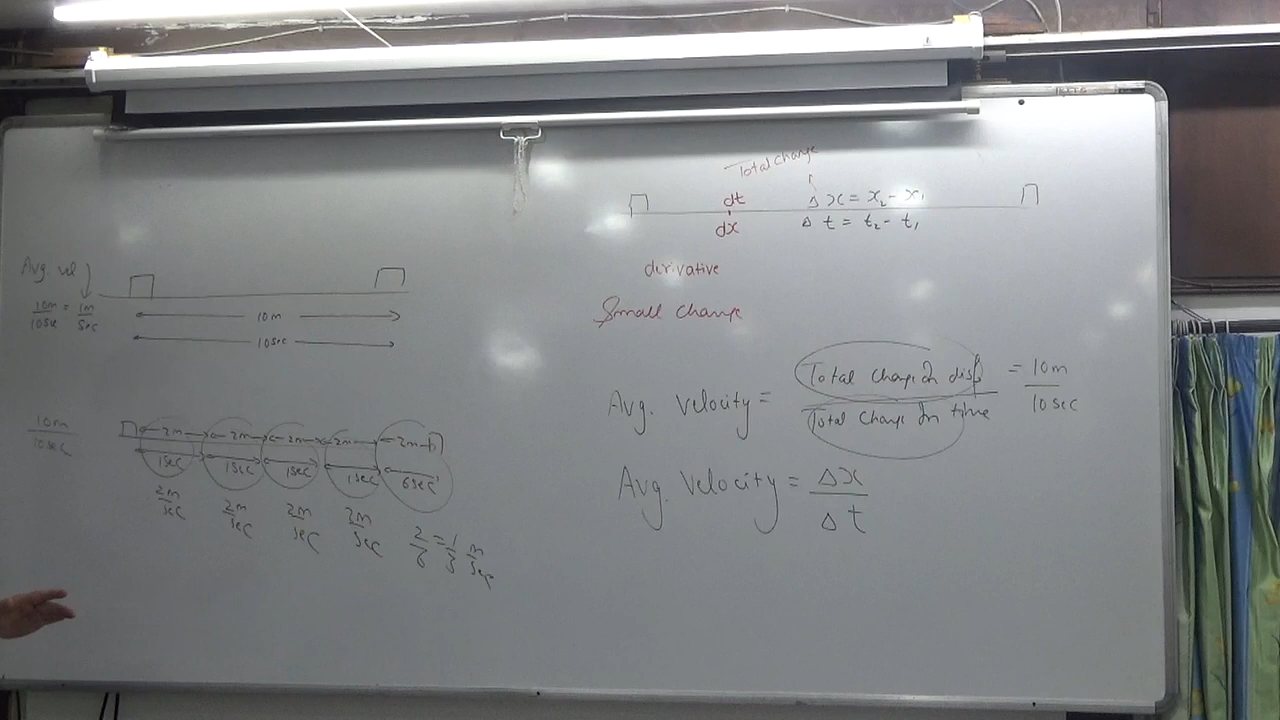 Avg. vel
10m/10sec = 1m/sec
10m
10sec
10m/10sec
2m 2m 2m 2m 2m
1sec 1sec 1sec 1sec 6sec
2m/sec 2m/sec 2m/sec 2m/sec 2/6 = 1/3 m/sec
Total change
dt Δ x = x₂ - x₁
dx Δ t = t₂ - t₁
derivative
Small change
Avg. Velocity = Total change in disp / Total change in time = 10m/10sec
Avg. Velocity = Δx/Δt